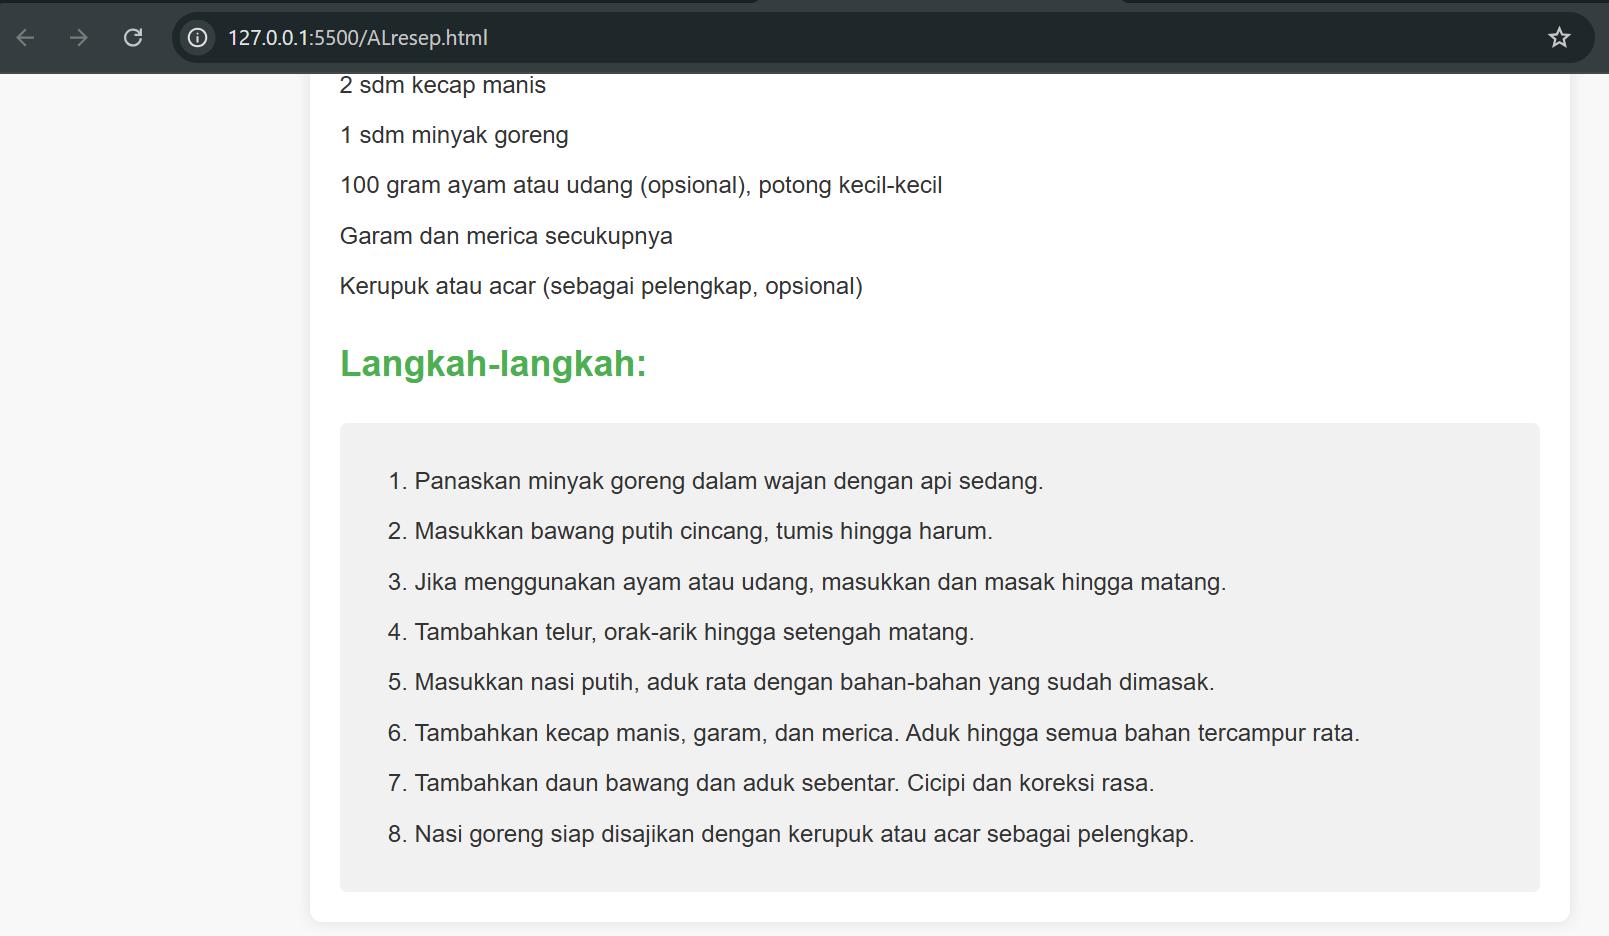 127.0.0.1:5500/ALresep.html
2 sdm kecap manis
1 sdm minyak goreng
100 gram ayam atau udang (opsional), potong kecil-kecil
Garam dan merica secukupnya
Kerupuk atau acar (sebagai pelengkap, opsional)
Langkah-langkah:
1. Panaskan minyak goreng dalam wajan dengan api sedang.
2. Masukkan bawang putih cincang, tumis hingga harum.
3. Jika menggunakan ayam atau udang, masukkan dan masak hingga matang.
4. Tambahkan telur, orak-arik hingga setengah matang.
5. Masukkan nasi putih, aduk rata dengan bahan-bahan yang sudah dimasak.
6. Tambahkan kecap manis, garam, dan merica. Aduk hingga semua bahan tercampur rata.
7. Tambahkan daun bawang dan aduk sebentar. Cicipi dan koreksi rasa.
8. Nasi goreng siap disajikan dengan kerupuk atau acar sebagai pelengkap.